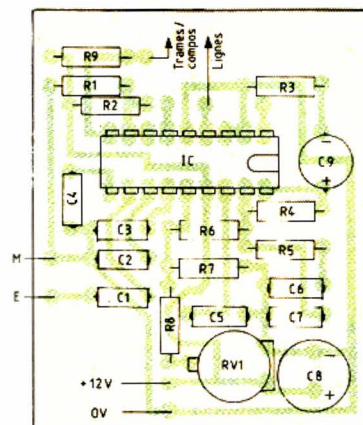 Trames/
compos
Lignes
R9
R1
R2
R3
IC
C9
C4
R4
C3
R6
R5
M
C2
R7
C6
E
C1
R8
C5
C7
RV1
C8
+12V
0V